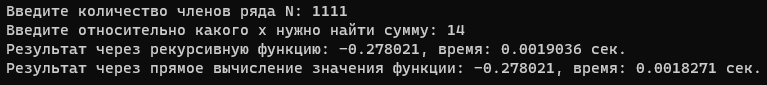 Введите количество членов ряда N: 1111
Введите относительно какого x нужно найти сумму: 14
Результат через рекурсивную функцию: -0.278021, время: 0.0019036 сек.
Результат через прямое вычисление значения функции: -0.278021, время: 0.0018271 сек.